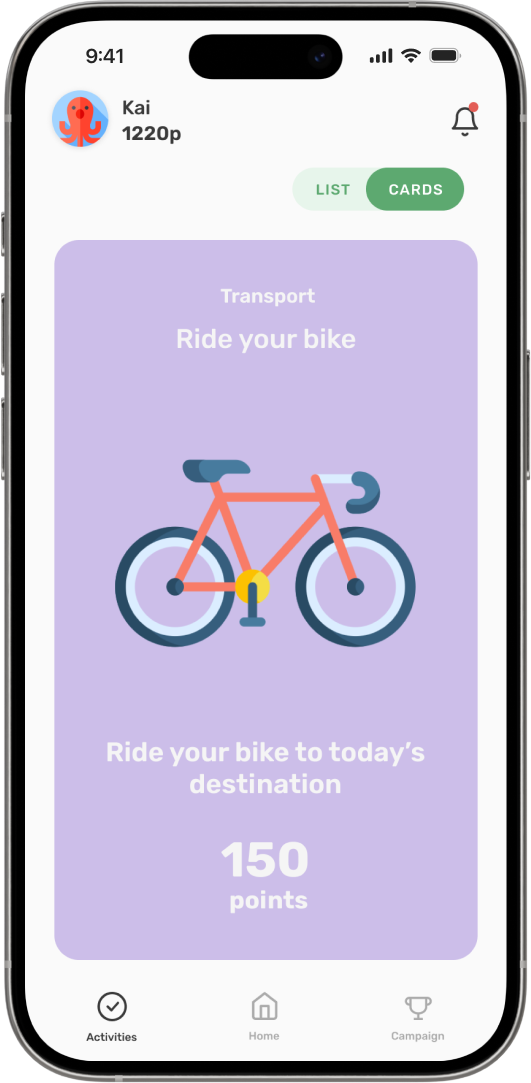 9:41
Kai
1220p
LIST
CARDS
Transport
Ride your bike
Ride your bike to today’s
destination
150
points
Activities
Home
Campaign